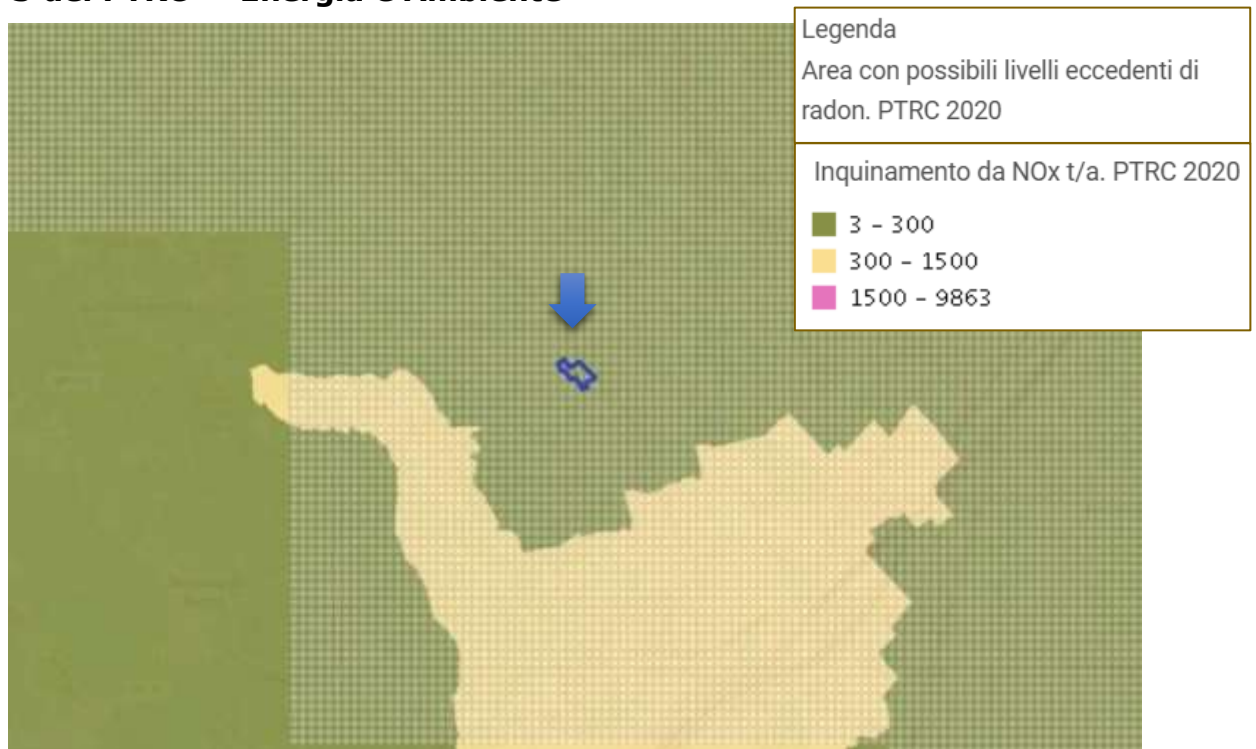 Legenda
Area con possibili livelli eccedenti di
radon. PTRC 2020
Inquinamento da NOx t/a. PTRC 2020
3 - 300
300 - 1500
1500 - 9863